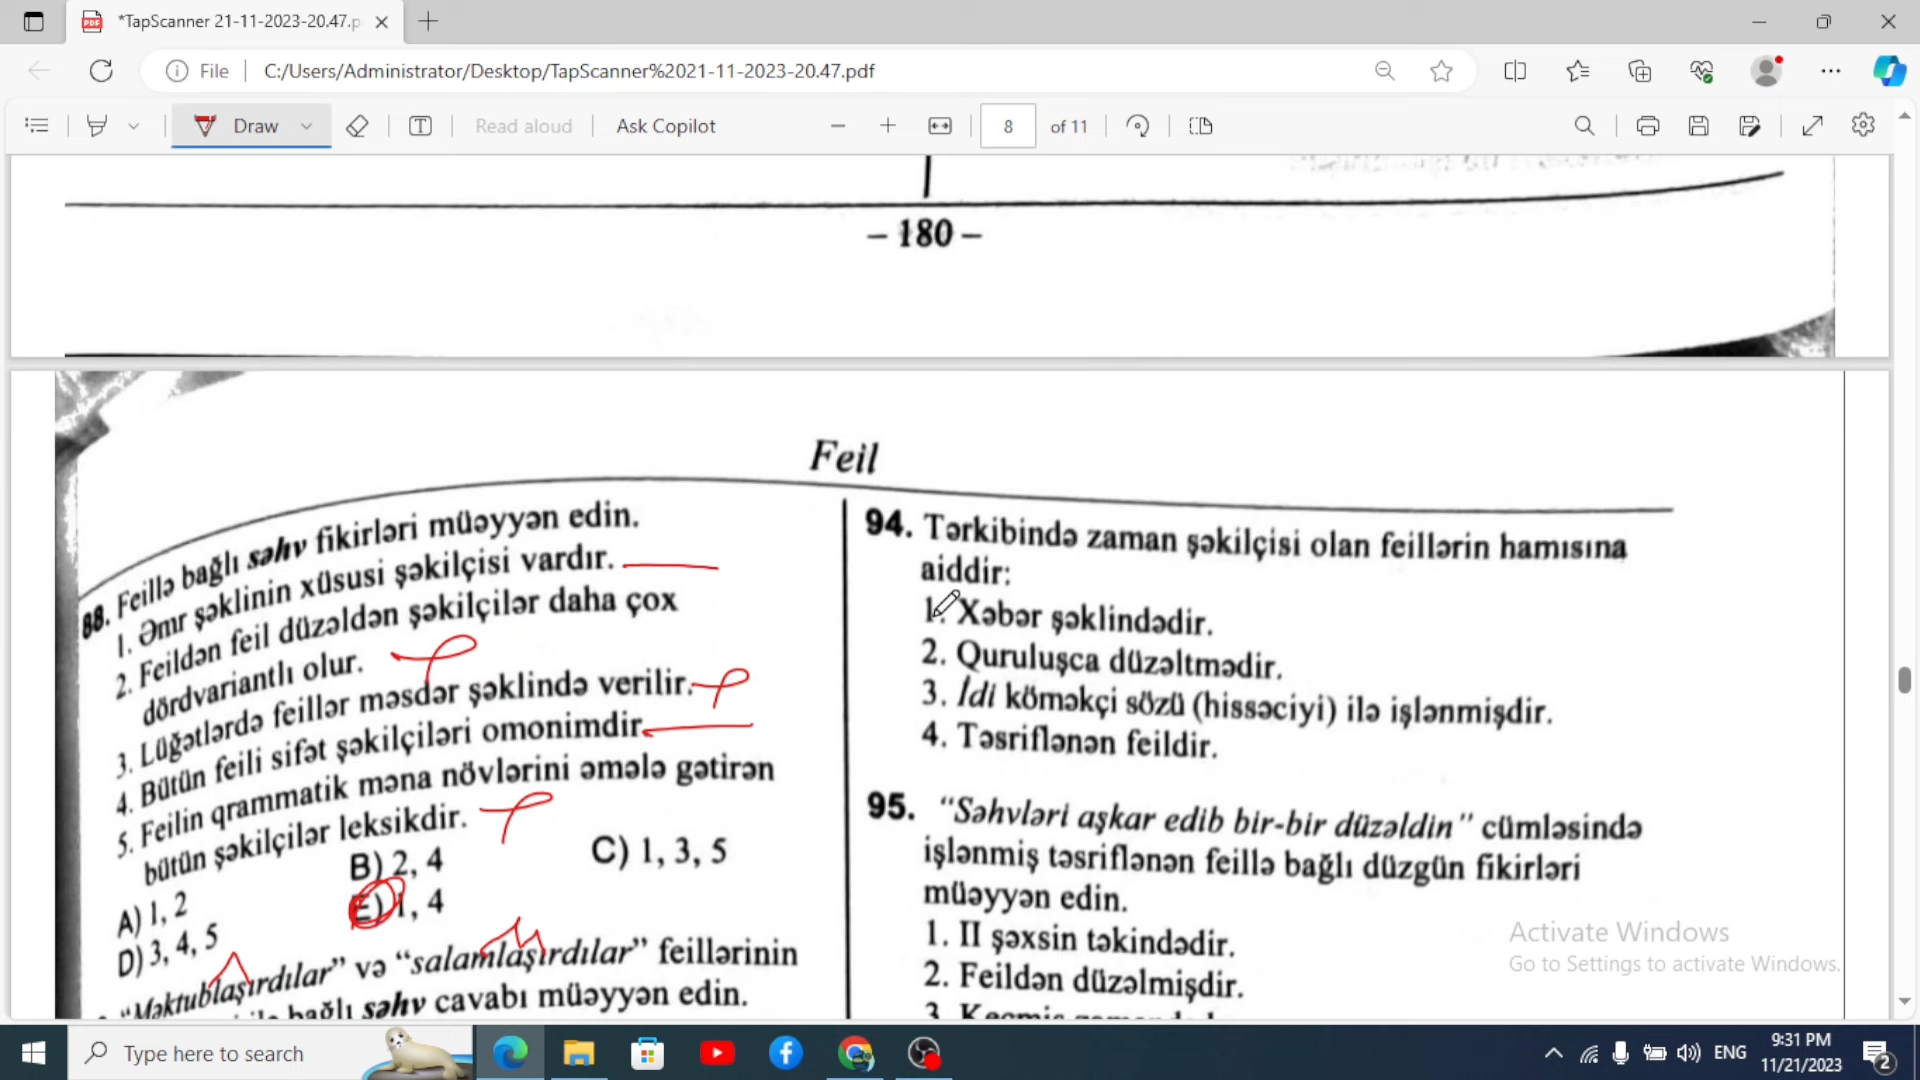 *TapScanner 21-11-2023-20.47.p
File
C:/Users/Administrator/Desktop/TapScanner%2021-11-2023-20.47.pdf
Draw
Read aloud
Ask Copilot
8
of 11
– 180 –
Feil
88. Feillə bağlı səhv fikirləri müəyyən edin.
1. Əmr şəklinin xüsusi şəkilçisi vardır.
2. Feildən feil düzəldən şəkilçilər daha çox
dördvariantlı olur.
3. Lüğətlərdə feillər məsdər şəklində verilir.
4. Bütün feili sifət şəkilçiləri omonimdir.
5. Feilin qrammatik məna növlərini əmələ gətirən
bütün şəkilçilər leksikdir.
A) 1, 2
B) 2, 4
C) 1, 3, 5
D) 3, 4, 5
E) 1, 4
"Məktublaşırdılar" və "salamlaşırdılar" feillərinin
bağlı səhv cavabı müəyyən edin.
94. Tərkibində zaman şəkilçisi olan feillərin hamısına
aiddir:
1. Xəbər şəklindədir.
2. Quruluşca düzəltmədir.
3. İdi köməkçi sözü (hissəciyi) ilə işlənmişdir.
4. Təsriflənən feildir.
95. "Səhvləri aşkar edib bir-bir düzəldin" cümləsində
işlənmiş təsriflənən feillə bağlı düzgün fikirləri
müəyyən edin.
1. II şəxsin təkindədir.
2. Feildən düzəlmişdir.
Activate Windows
Go to Settings to activate Windows.
Type here to search
ENG
9:31 PM
11/21/2023
2